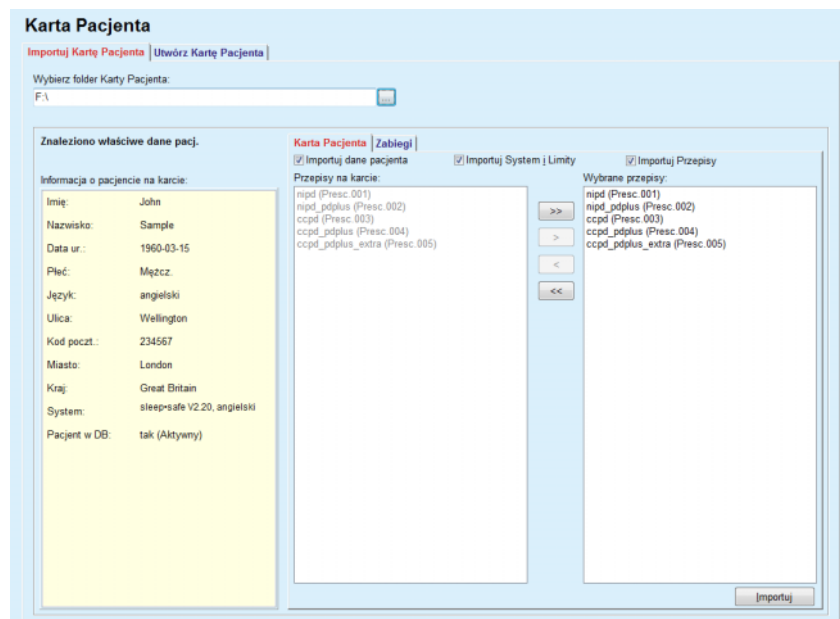 Karta Pacjenta
Importuj Kartę Pacjenta Utwórz Kartę Pacjenta
Wybierz folder Karty Pacjenta:
F:\
...
Znaleziono właściwe dane pacj.
Informacja o pacjencie na karcie:
Imię: John
Nazwisko: Sample
Data ur.: 1960-03-15
Płeć: Mężcz.
Język: angielski
Ulica: Wellington
Kod poczt.: 234567
Miasto: London
Kraj: Great Britain
System: sleep•safe V2.20, angielski
Pacjent w DB: tak (Aktywny)
Karta Pacjenta Zabiegi
Importuj dane pacjenta Importuj System i Limity Importuj Przepisy
Przepisy na karcie:
nipd (Presc.001)
nipd_pdplus (Presc.002)
ccpd (Presc.003)
ccpd_pdplus (Presc.004)
ccpd_pdplus_extra (Presc.005)
>>
>
<
<<
Wybrane przepisy:
nipd (Presc.001)
nipd_pdplus (Presc.002)
ccpd (Presc.003)
ccpd_pdplus (Presc.004)
ccpd_pdplus_extra (Presc.005)
Importuj